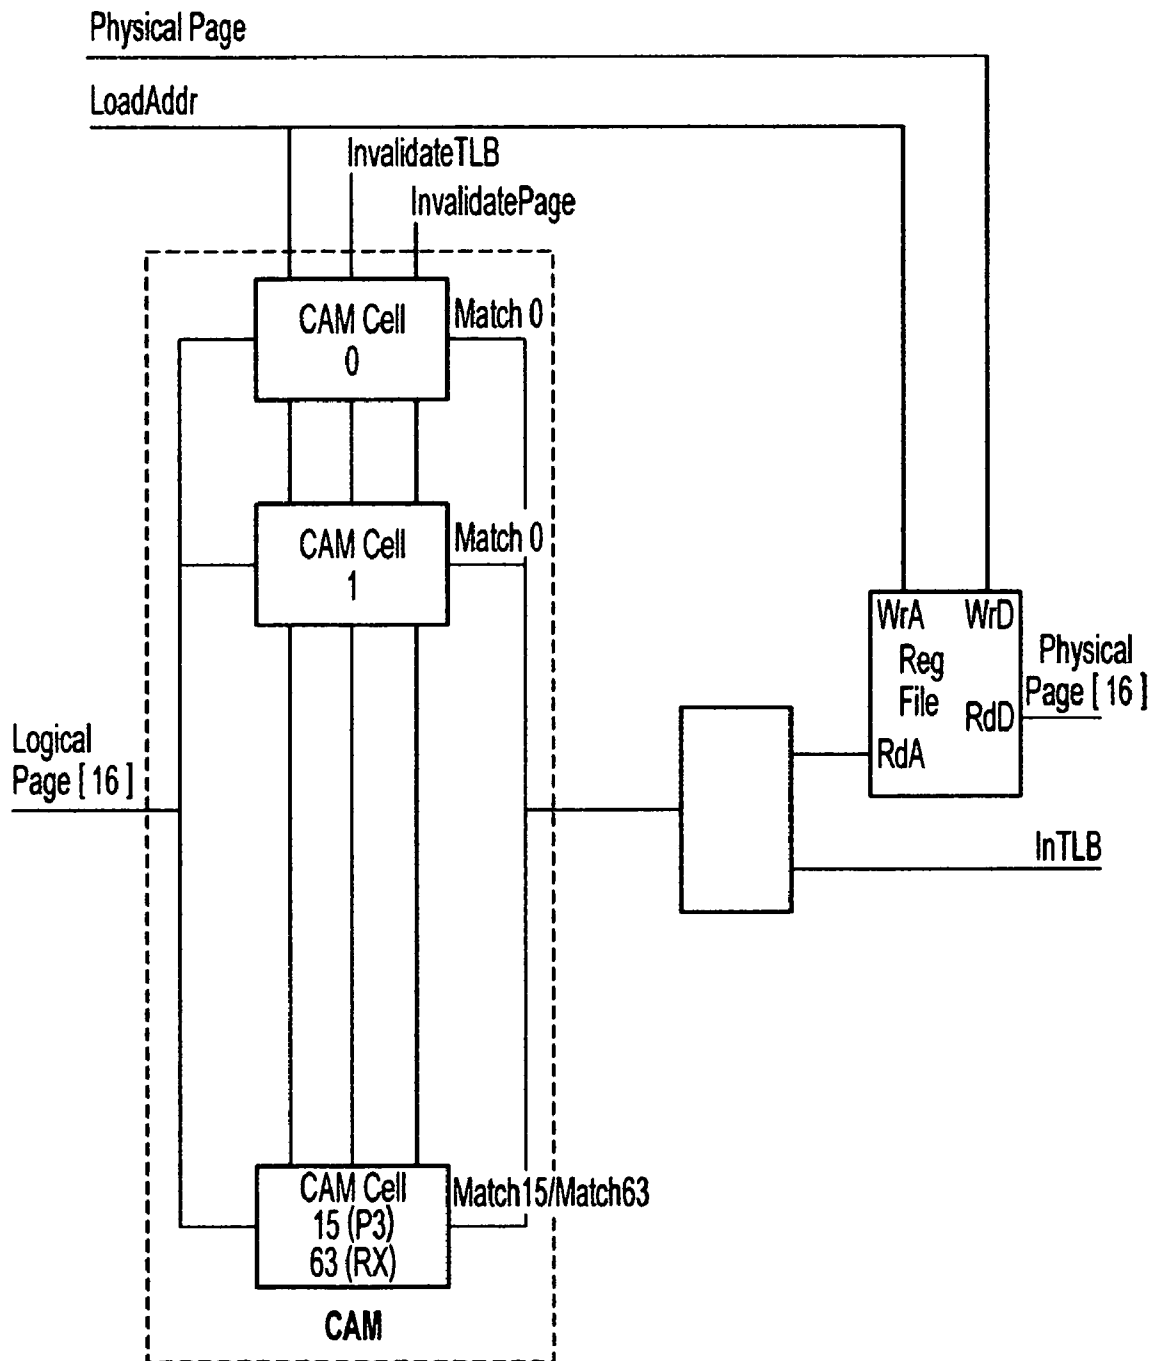 Physical Page
LoadAddr
InvalidateTLB
InvalidatePage
CAM Cell
0
Match 0
CAM Cell
1
Match 0
WrA
WrD
Reg
File
RdD
RdA
Physical
Page [ 16 ]
Logical
Page [ 16 ]
InTLB
CAM Cell
15 (P3)
63 (RX)
Match15/Match63
CAM